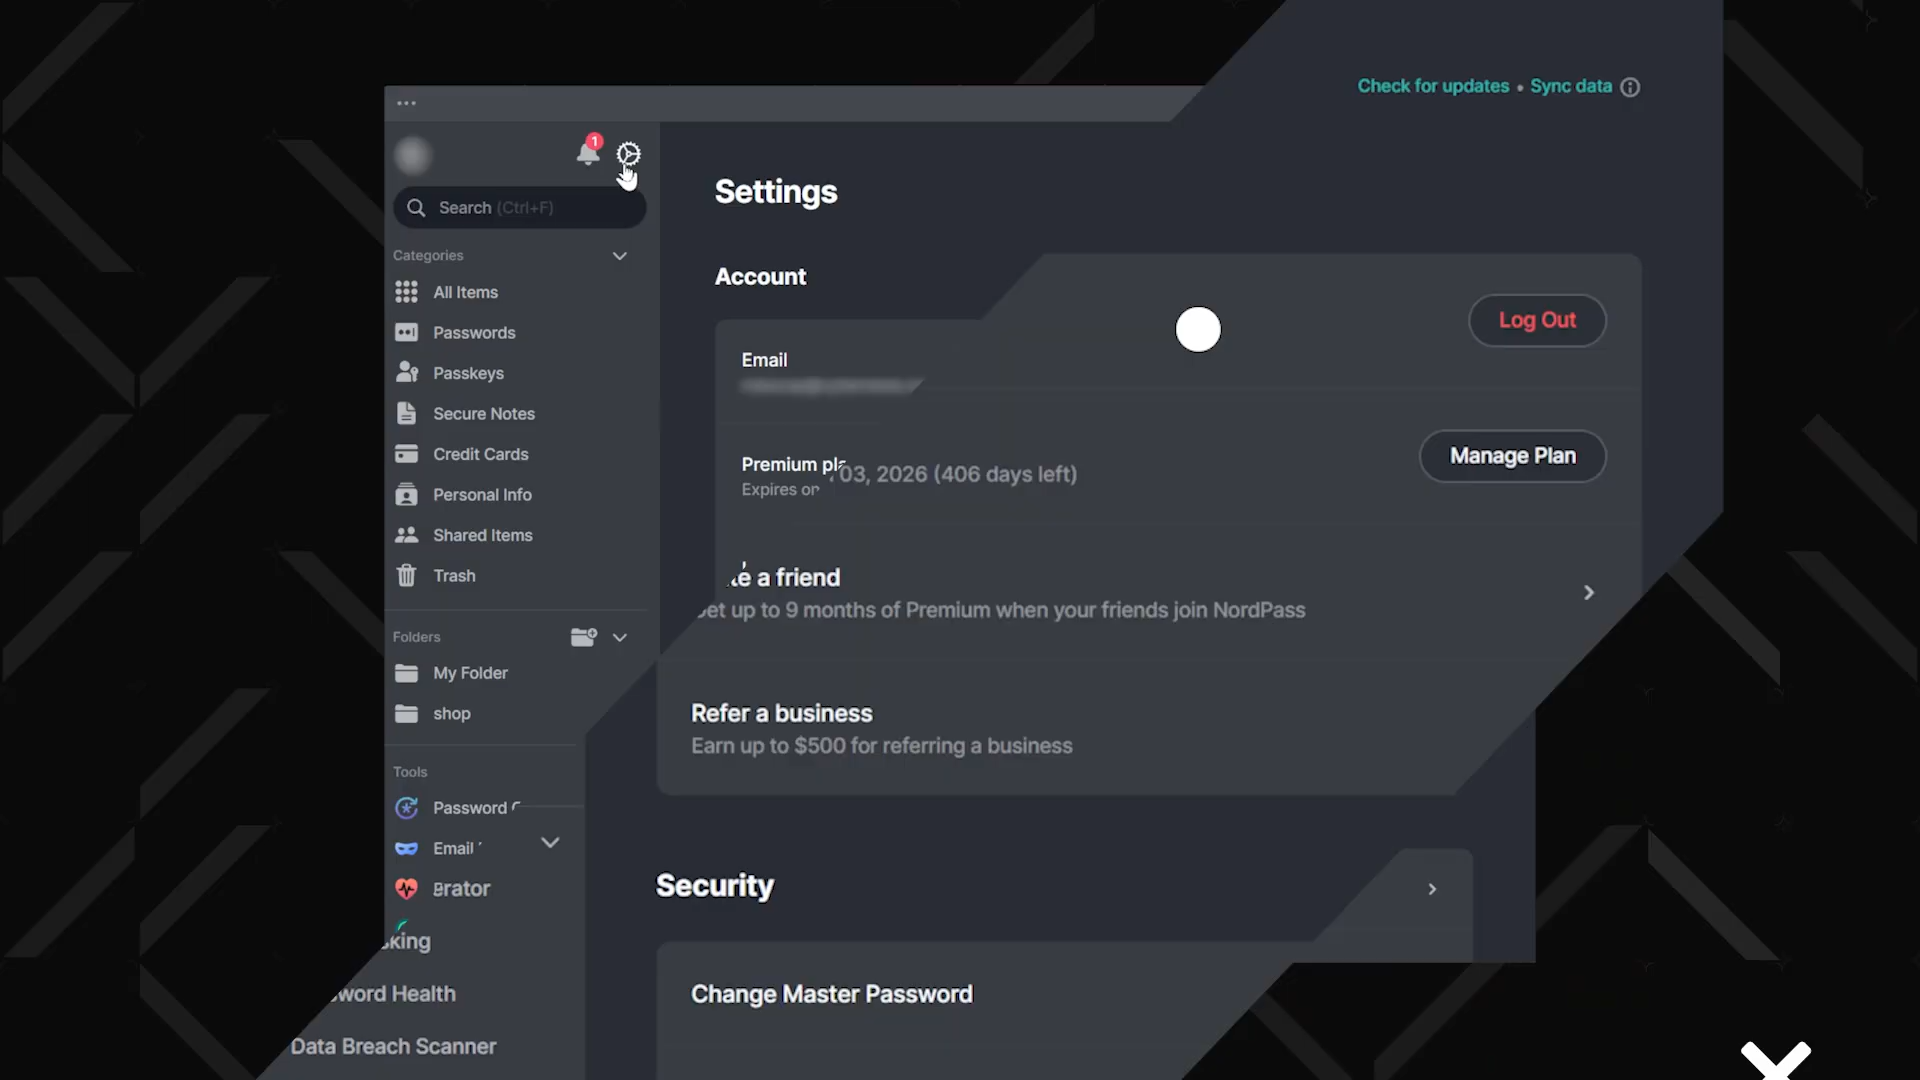 Check for updates • Sync data
1
Search (Ctrl+F)
Categories
All Items
Passwords
Passkeys
Secure Notes
Credit Cards
Personal Info
Shared Items
Trash
Folders
My Folder
shop
Tools
Password
Email
Data Breach Scanner
Settings
Account
Email
Log Out
Premium
Expires
03, 2026 (406 days left)
Manage Plan
a friend
up to 9 months of Premium when your friends join NordPass
Refer a business
Earn up to $500 for referring a business
Security
Change Master Password
Health